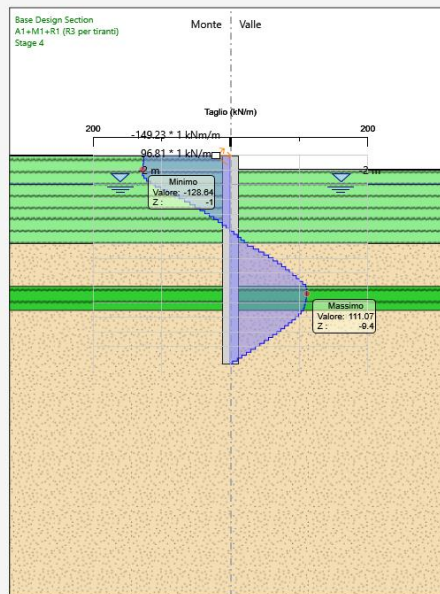 Base Design Section
A1+M1+R1 (R3 per tiranti)
Stage 4
Monte Valle
Taglio (kN/m)
200 200
-149.23 * 1 kNm/m
96.81 * 1 kN/m
-2 m -2 m
Minimo
Valore: -128.64
Z : -1
Massimo
Valore: 111.07
Z : -9.4